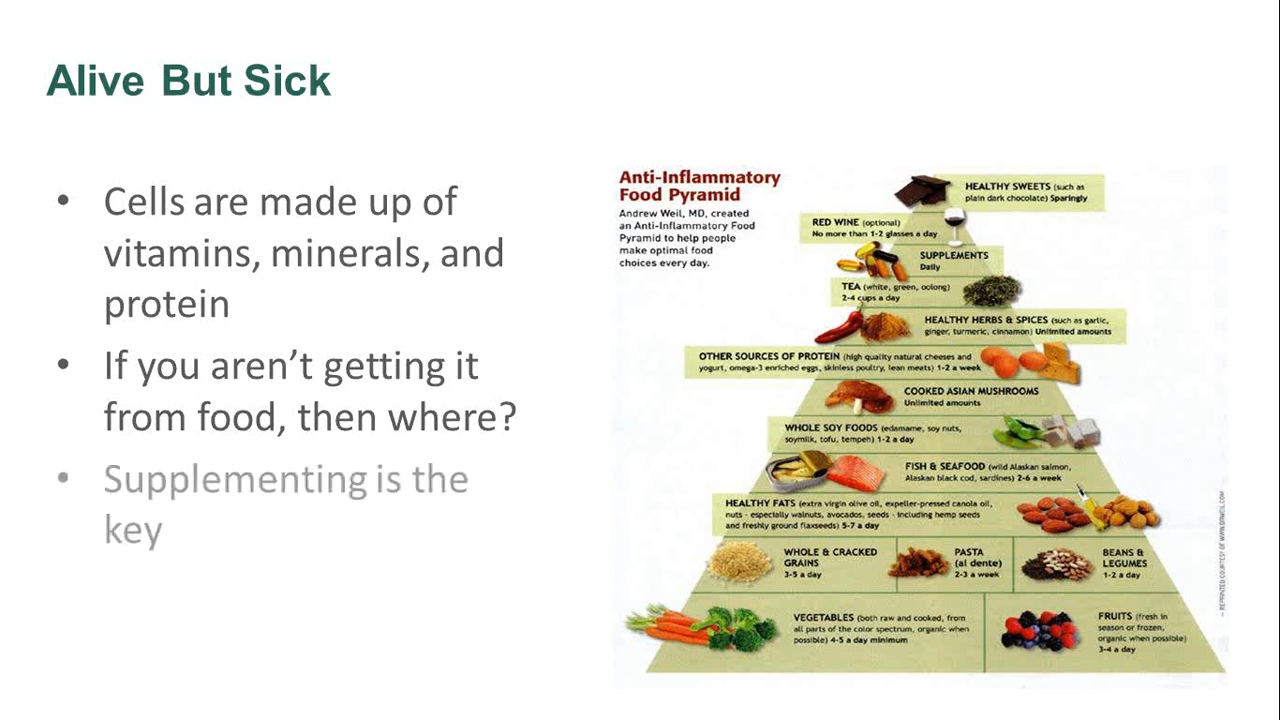 Alive But Sick
• Cells are made up of
vitamins, minerals, and
protein
• If you aren’t getting it
from food, then where?
• Supplementing is the
key
Anti-Inflammatory
Food Pyramid
Andrew Weil, MD, created
an Anti-Inflammatory Food
Pyramid to help people
make optimal food
choices every day.
HEALTHY SWEETS (such as
plain dark chocolate) Sparingly
RED WINE (optional)
No more than 1-2 glasses a day
SUPPLEMENTS
Daily
TEA (white, green, oolong)
2-4 cups a day
HEALTHY HERBS & SPICES (such as garlic,
ginger, turmeric, cinnamon) Unlimited amounts
OTHER SOURCES OF PROTEIN (high quality natural cheeses and
yogurt, omega-3 enriched eggs, skinless poultry, lean meats) 1-2 a week
COOKED ASIAN MUSHROOMS
Unlimited amounts
WHOLE SOY FOODS (edamame, soy nuts,
soymilk, tofu, tempeh) 1-2 a day
FISH & SEAFOOD (wild Alaskan salmon,
Alaskan black cod, sardines) 2-6 a week
HEALTHY FATS (extra virgin olive oil, expeller-pressed canola oil,
nuts - especially walnuts, avocados, seeds - including hemp seeds
and freshly ground flaxseeds) 5-7 a day
WHOLE & CRACKED
GRAINS
3-5 a day
PASTA
(al dente)
2-3 a week
BEANS &
LEGUMES
1-2 a day
VEGETABLES (both raw and cooked, from
all parts of the color spectrum, organic when
possible) 4-5 a day minimum
FRUITS (fresh in
season or frozen,
organic when possible)
3-4 a day
— REPRINTED COURTESY OF WWW.DRWEIL.COM